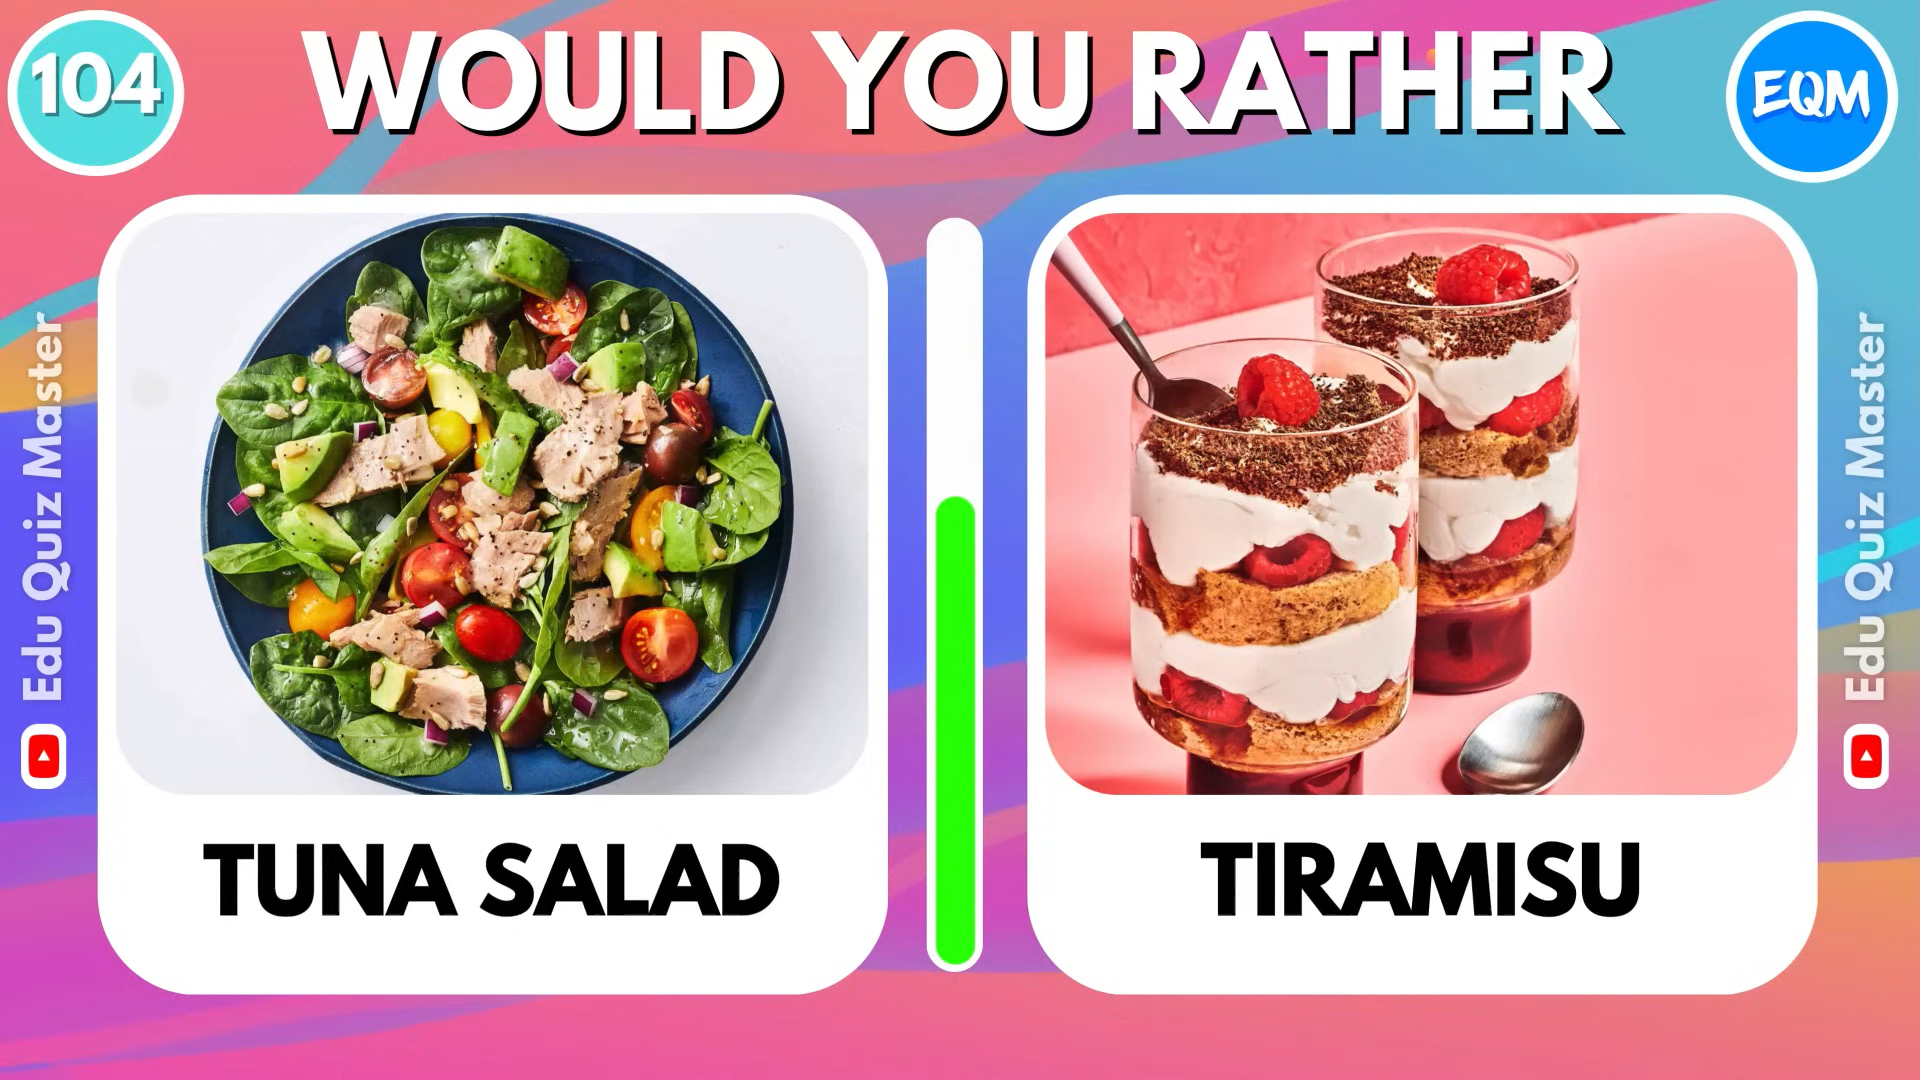 104
WOULD YOU RATHER
EQM
Edu Quiz Master
Edu Quiz Master
TUNA SALAD
TIRAMISU